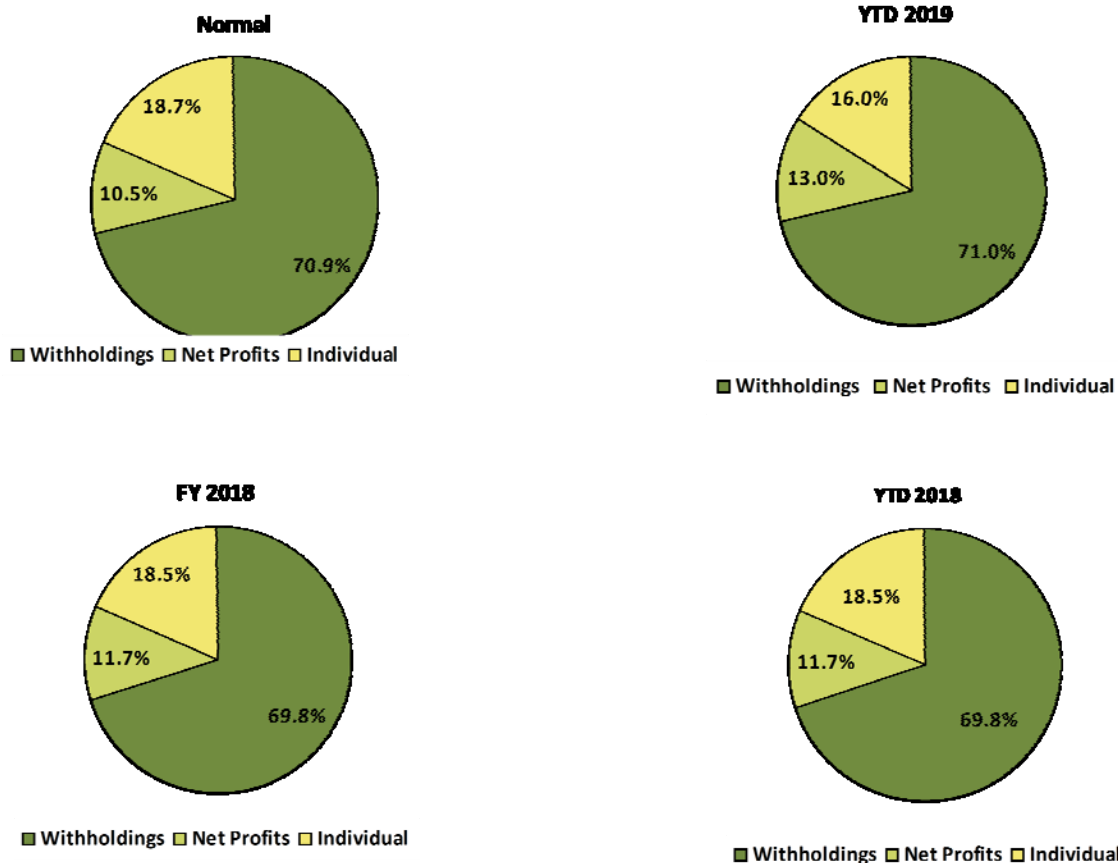 Normal
18.7%
10.5%
70.9%
Withholdings Net Profits Individual
YTD 2019
16.0%
13.0%
71.0%
Withholdings Net Profits Individual
FY 2018
18.5%
11.7%
69.8%
Withholdings Net Profits Individual
YTD 2018
18.5%
11.7%
69.8%
Withholdings Net Profits Individual